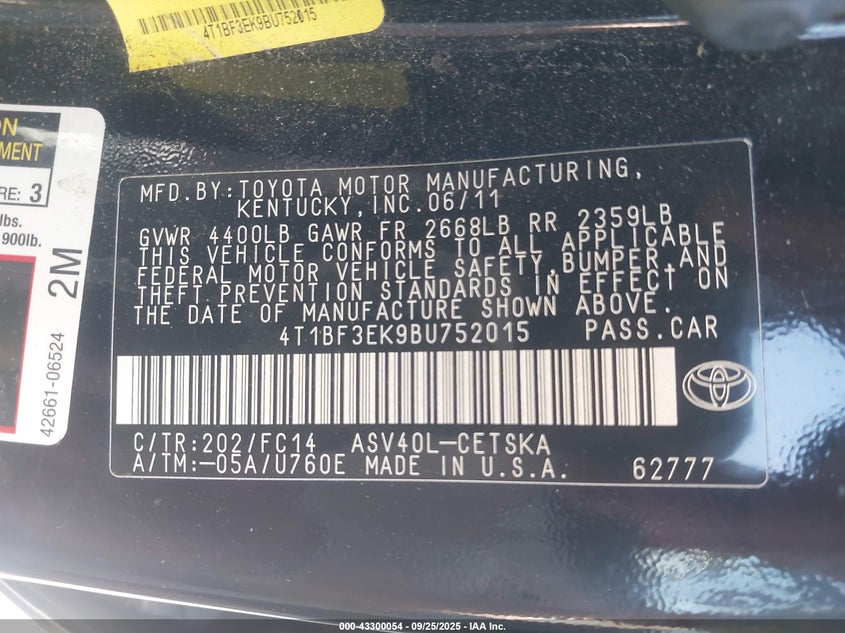 4T1BF3EK9BU752015
ON
MENT
RE: 3
lbs.
900lb.
2M
42661-06524
MFD.BY:TOYOTA MOTOR MANUFACTURING,
KENTUCKY,INC.06/11
GVWR 4400LB GAWR FR 2668LB RR 2359LB
THIS VEHICLE CONFORMS TO ALL APPLICABLE
FEDERAL MOTOR VEHICLE SAFETY,BUMPER,AND
THEFT PREVENTION STANDARDS IN EFFECT ON
THE DATE OF MANUFACTURE SHOWN ABOVE.
4T1BF3EK9BU752015 PASS.CAR
C/TR:202/FC14 ASV40L-CETSKA
A/TM:-05A/U760E MADE IN U.S.A. 62777
000-43300054 - 09/25/2025 - IAA Inc.